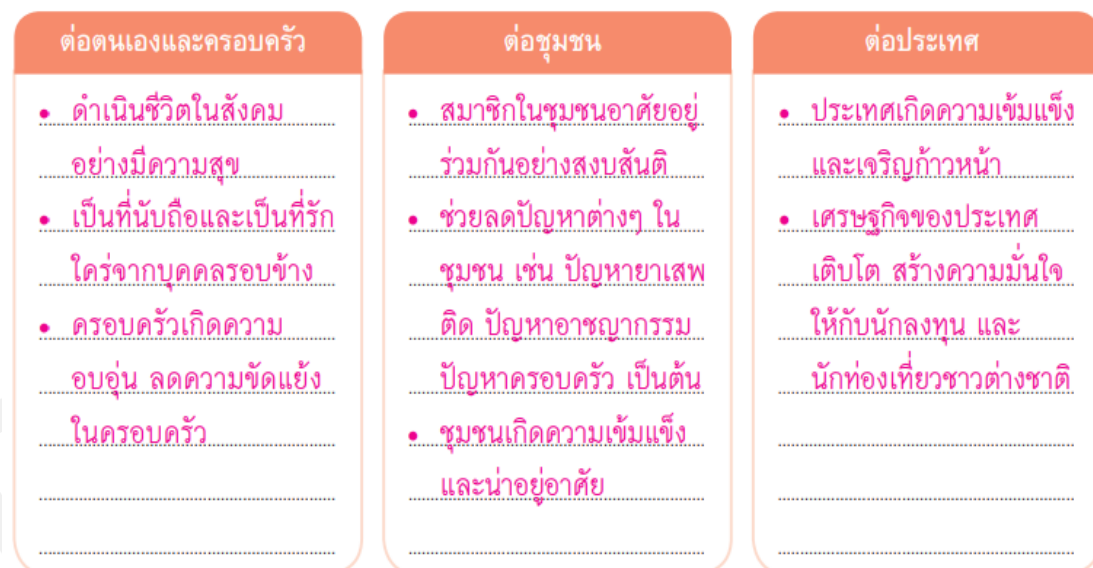 ต่อตนเองและครอบครัว
• ดำเนินชีวิตในสังคม
อย่างมีความสุข
• เป็นที่นับถือและเป็นที่รัก
ใคร่จากบุคคลรอบข้าง
• ครอบครัวเกิดความ
อบอุ่น ลดความขัดแย้ง
ในครอบครัว
ต่อชุมชน
• สมาชิกในชุมชนอาศัยอยู่
ร่วมกันอย่างสงบสันติ
• ช่วยลดปัญหาต่างๆ ใน
ชุมชน เช่น ปัญหายาเสพ
ติด ปัญหาอาชญากรรม
ปัญหาครอบครัว เป็นต้น
• ชุมชนเกิดความเข้มแข็ง
และน่าอยู่อาศัย
ต่อประเทศ
• ประเทศเกิดความเข้มแข็ง
และเจริญก้าวหน้า
• เศรษฐกิจของประเทศ
เติบโต สร้างความมั่นใจ
ให้กับนักลงทุน และ
นักท่องเที่ยวชาวต่างชาติ